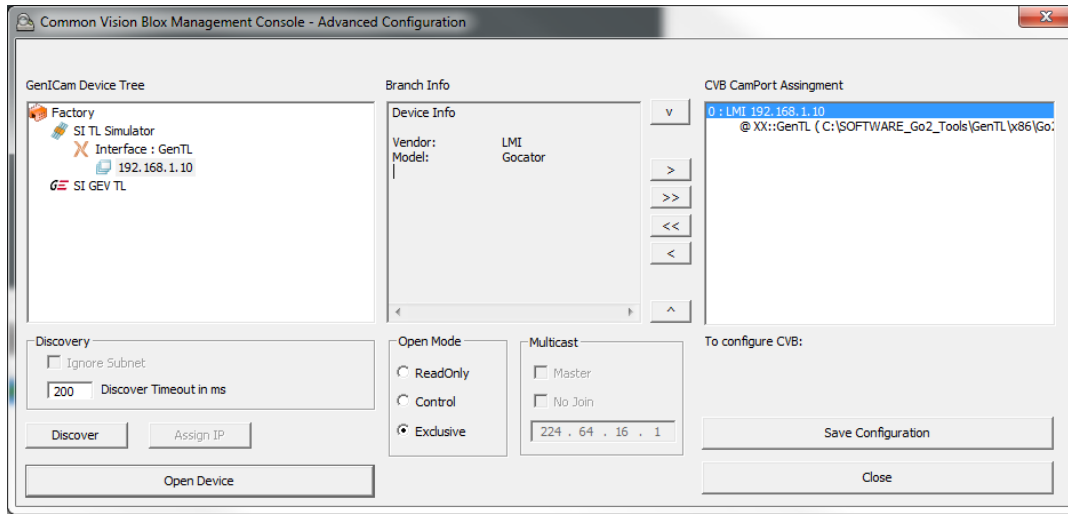 Common Vision Blox Management Console - Advanced Configuration
x
GenICam Device Tree
Factory
SI TL Simulator
Interface : GenTL
192.168.1.10
GE SI GEV TL
Branch Info
Device Info
Vendor: LMI
Model: Gocator
v
>
>>
<<
<
^
CVB CamPort Assingment
0 : LMI 192.168.1.10
@ XX::GenTL ( C:\SOFTWARE_Go2_Tools\GenTL\x86\Go2
Discovery
Ignore Subnet
200 Discover Timeout in ms
Discover
Assign IP
Open Device
Open Mode
ReadOnly
Control
Exclusive
Multicast
Master
No Join
224 . 64 . 16 . 1
To configure CVB:
Save Configuration
Close